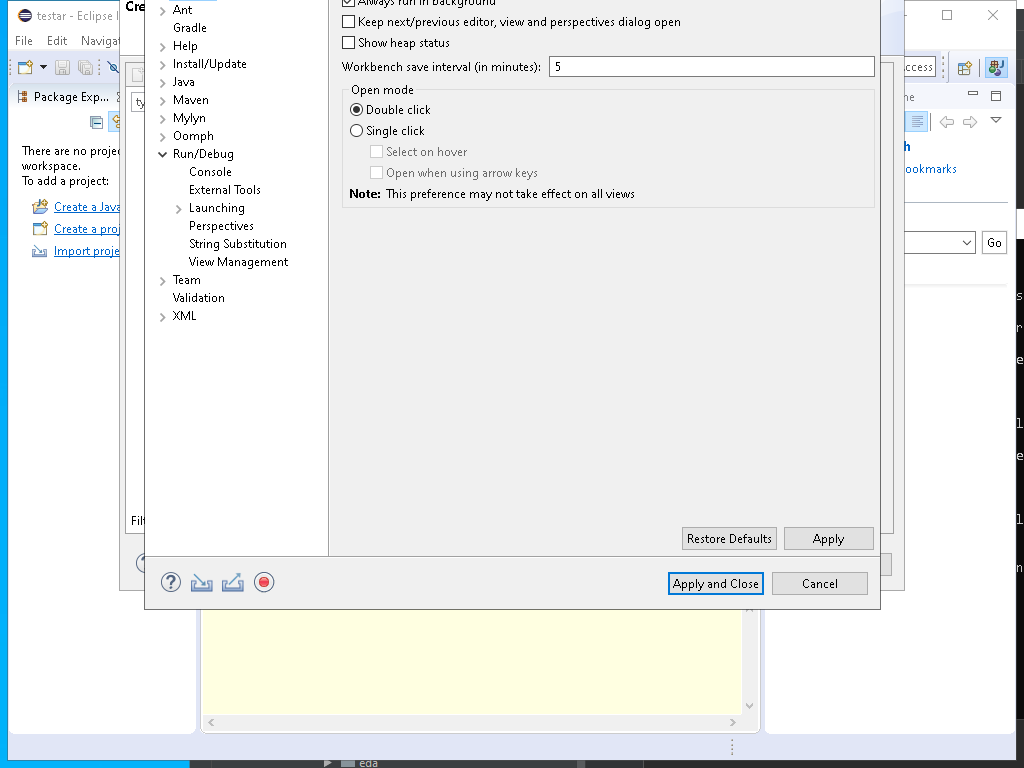 testar - Eclipse I
Cre
File Edit Navigat
Package Exp...
There are no projec
workspace.
To add a project:
Create a Java
Create a proj
Import proje
ty
Filt
Ant
Gradle
Help
Install/Update
Java
Maven
Mylyn
Oomph
Run/Debug
Console
External Tools
Launching
Perspectives
String Substitution
View Management
Team
Validation
XML
Always run in background
Keep next/previous editor, view and perspectives dialog open
Show heap status
Workbench save interval (in minutes): 5
Open mode
Double click
Single click
Select on hover
Open when using arrow keys
Note: This preference may not take effect on all views
Restore Defaults Apply
Apply and Close Cancel
ccess
ne
h
ookmarks
Go
s
r
e
l
e
l
n
eda